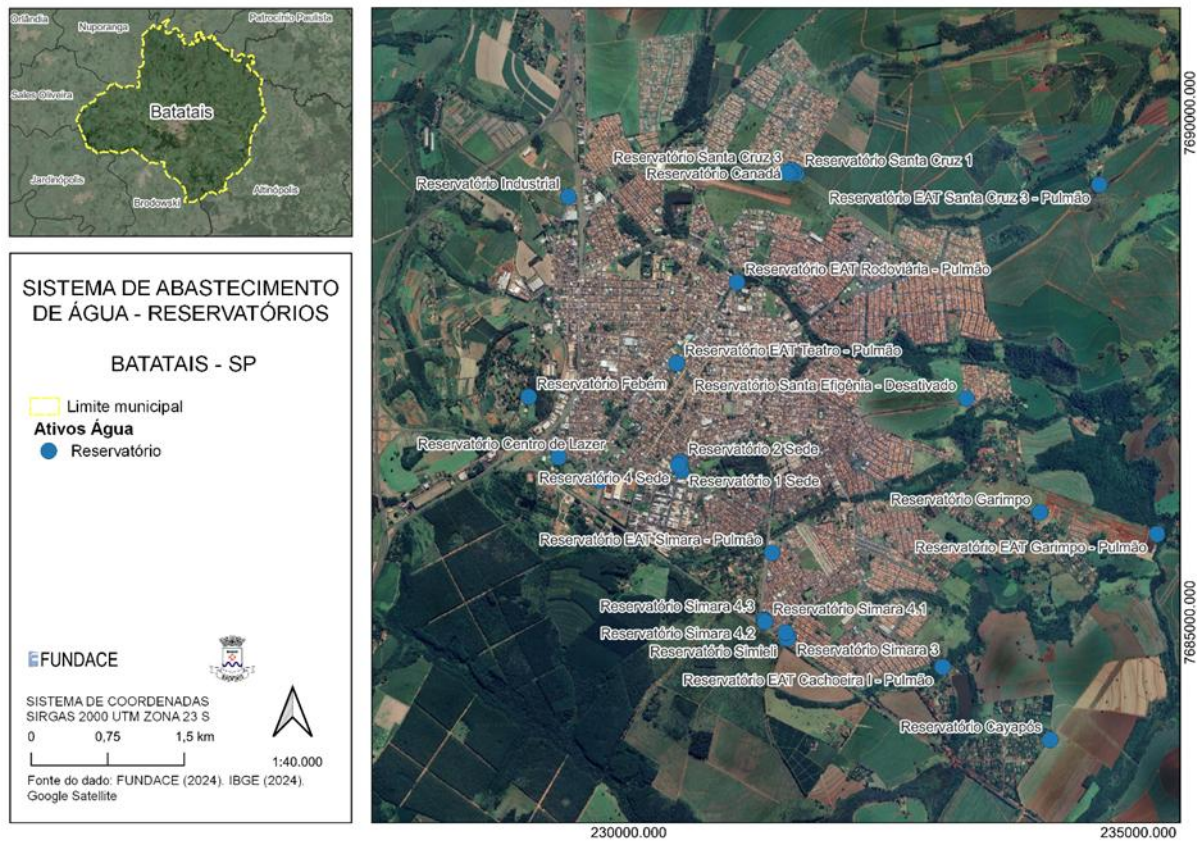 Orlândia
Nuporanga
Patrocínio Paulista
Sales Oliveira
Batatais
Jardinópolis
Brodowski
Altinópolis
SISTEMA DE ABASTECIMENTO
DE ÁGUA - RESERVATÓRIOS
BATATAIS - SP
Limite municipal
Ativos Água
Reservatório
FUNDACE
SISTEMA DE COORDENADAS
SIRGAS 2000 UTM ZONA 23 S
0 0,75 1,5 km
1:40.000
Fonte do dado: FUNDACE (2024). IBGE (2024).
Google Satellite
Reservatório Santa Cruz 3
Reservatório Santa Cruz 1
Reservatório Canadá
Reservatório Industrial
Reservatório EAT Santa Cruz 3 - Pulmão
Reservatório EAT Rodoviária - Pulmão
Reservatório EAT Teatro - Pulmão
Reservatório Febém
Reservatório Santa Efigênia - Desativado
Reservatório Centro de Lazer
Reservatório 2 Sede
Reservatório 4 Sede
Reservatório 1 Sede
Reservatório Garimpo
Reservatório EAT Simara - Pulmão
Reservatório EAT Garimpo - Pulmão
Reservatório Simara 4.3
Reservatório Simara 4.1
Reservatório Simara 4.2
Reservatório Simieli
Reservatório Simara 3
Reservatório EAT Cachoeira I - Pulmão
Reservatório Cayapós
7690000.000
7685000.000
230000.000
235000.000